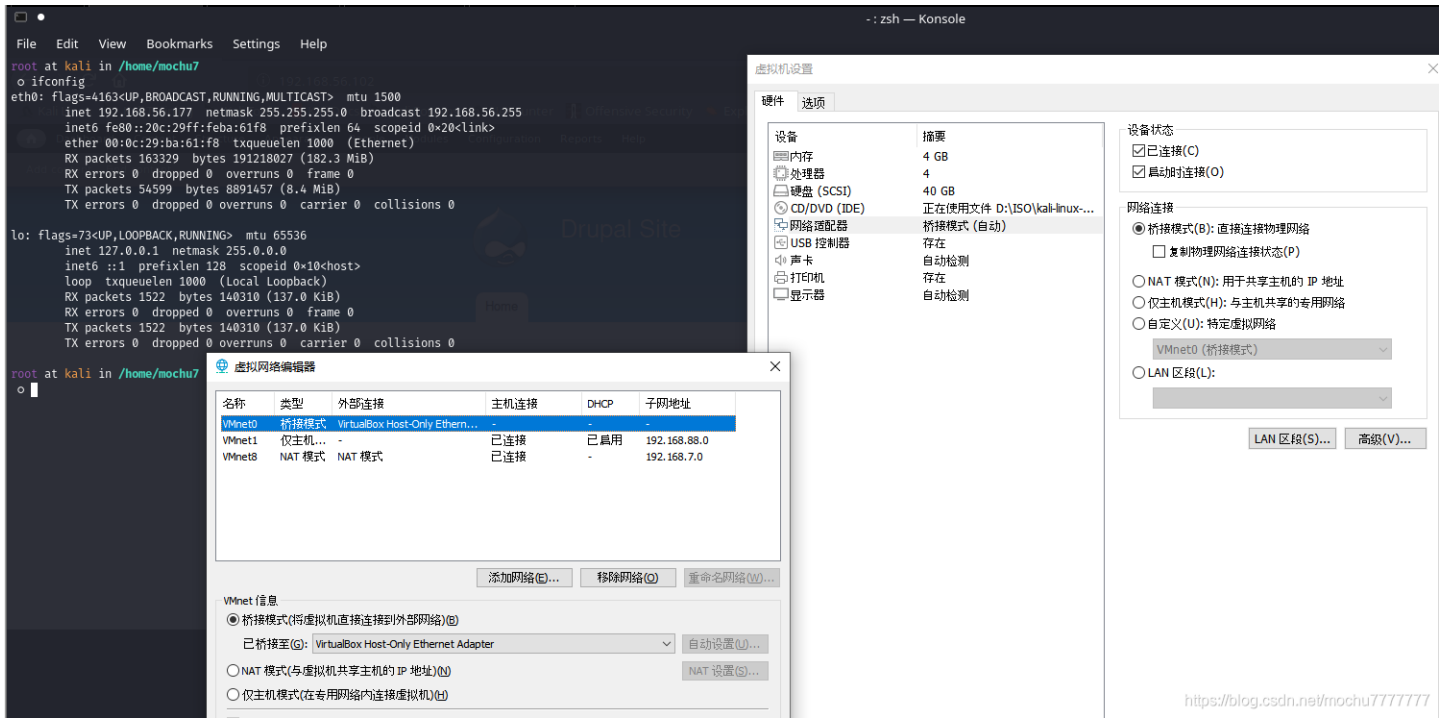 - : zsh — Konsole
File Edit View Bookmarks Settings Help
root at kali in /home/mochu7
o ifconfig
eth0: flags=4163<UP,BROADCAST,RUNNING,MULTICAST> mtu 1500
inet 192.168.56.177 netmask 255.255.255.0 broadcast 192.168.56.255
inet6 fe80::20c:29ff:feba:61f8 prefixlen 64 scopeid 0×20<link>
ether 00:0c:29:ba:61:f8 txqueuelen 1000 (Ethernet)
RX packets 163329 bytes 191218027 (182.3 MiB)
RX errors 0 dropped 0 overruns 0 frame 0
TX packets 54599 bytes 8891457 (8.4 MiB)
TX errors 0 dropped 0 overruns 0 carrier 0 collisions 0
lo: flags=73<UP,LOOPBACK,RUNNING> mtu 65536
inet 127.0.0.1 netmask 255.0.0.0
inet6 ::1 prefixlen 128 scopeid 0×10<host>
loop txqueuelen 1000 (Local Loopback)
RX packets 1522 bytes 140310 (137.0 KiB)
RX errors 0 dropped 0 overruns 0 frame 0
TX packets 1522 bytes 140310 (137.0 KiB)
TX errors 0 dropped 0 overruns 0 carrier 0 collisions 0
root at kali in /home/mochu7
o
Drupal Site
Home
虚拟机设置
硬件 选项
设备 摘要
内存 4 GB
处理器 4
硬盘 (SCSI) 40 GB
CD/DVD (IDE) 正在使用文件 D:\ISO\kali-linux-...
网络适配器 桥接模式 (自动)
USB 控制器 存在
声卡 自动检测
打印机 存在
显示器 自动检测
设备状态
已连接(C)
启动时连接(O)
网络连接
桥接模式(B): 直接连接物理网络
复制物理网络连接状态(P)
NAT 模式(N): 用于共享主机的 IP 地址
仅主机模式(H): 与主机共享的专用网络
自定义(U): 特定虚拟网络
VMnet0 (桥接模式)
LAN 区段(L):
LAN 区段(S)... 高级(V)...
虚拟网络编辑器
名称 类型 外部连接 主机连接 DHCP 子网地址
VMnet0 桥接模式 VirtualBox Host-Only Ethern... - - -
VMnet1 仅主机... - 已连接 已启用 192.168.88.0
VMnet8 NAT 模式 NAT 模式 已连接 - 192.168.7.0
添加网络(E)... 移除网络(O) 重命名网络(W)...
VMnet 信息
桥接模式(将虚拟机直接连接到外部网络)(B)
已桥接至(G): VirtualBox Host-Only Ethernet Adapter 自动设置(U)...
NAT 模式(与虚拟机共享主机的 IP 地址)(N) NAT 设置(S)...
仅主机模式(在专用网络内连接虚拟机)(H)
https://blog.csdn.net/mochu7777777